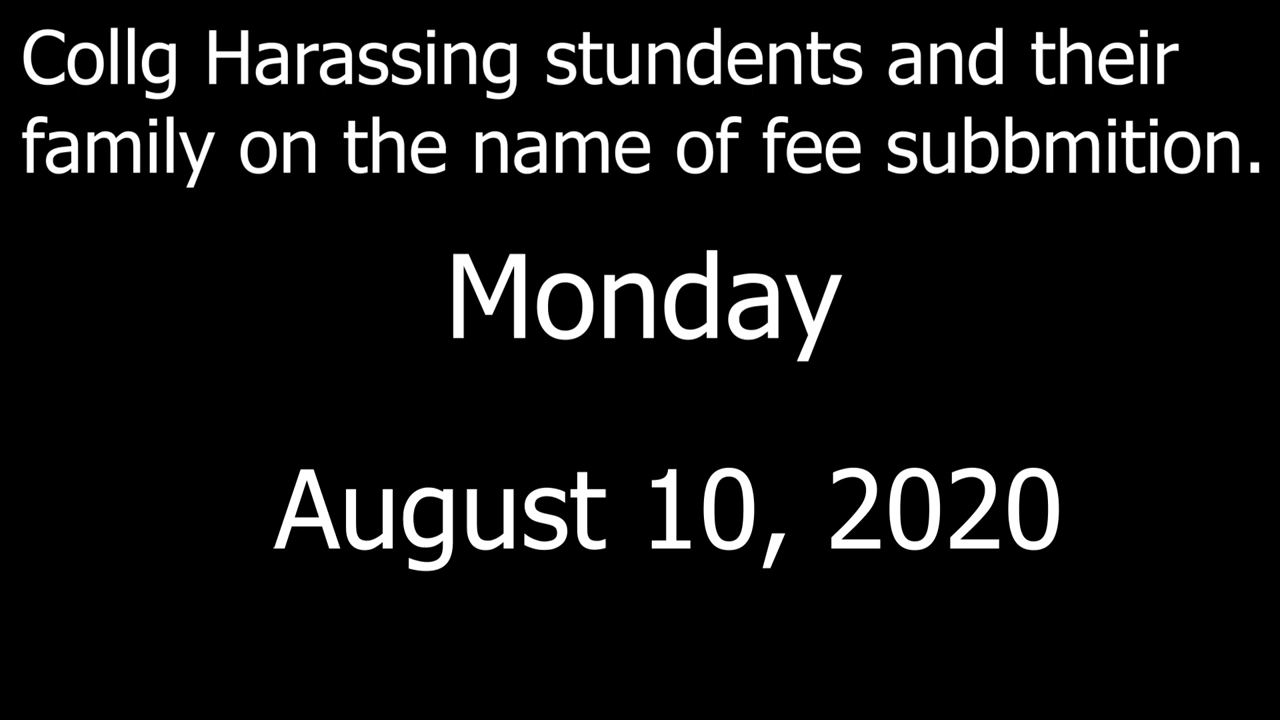 Collg Harassing stundents and their
family on the name of fee subbmition.
Monday
August 10, 2020